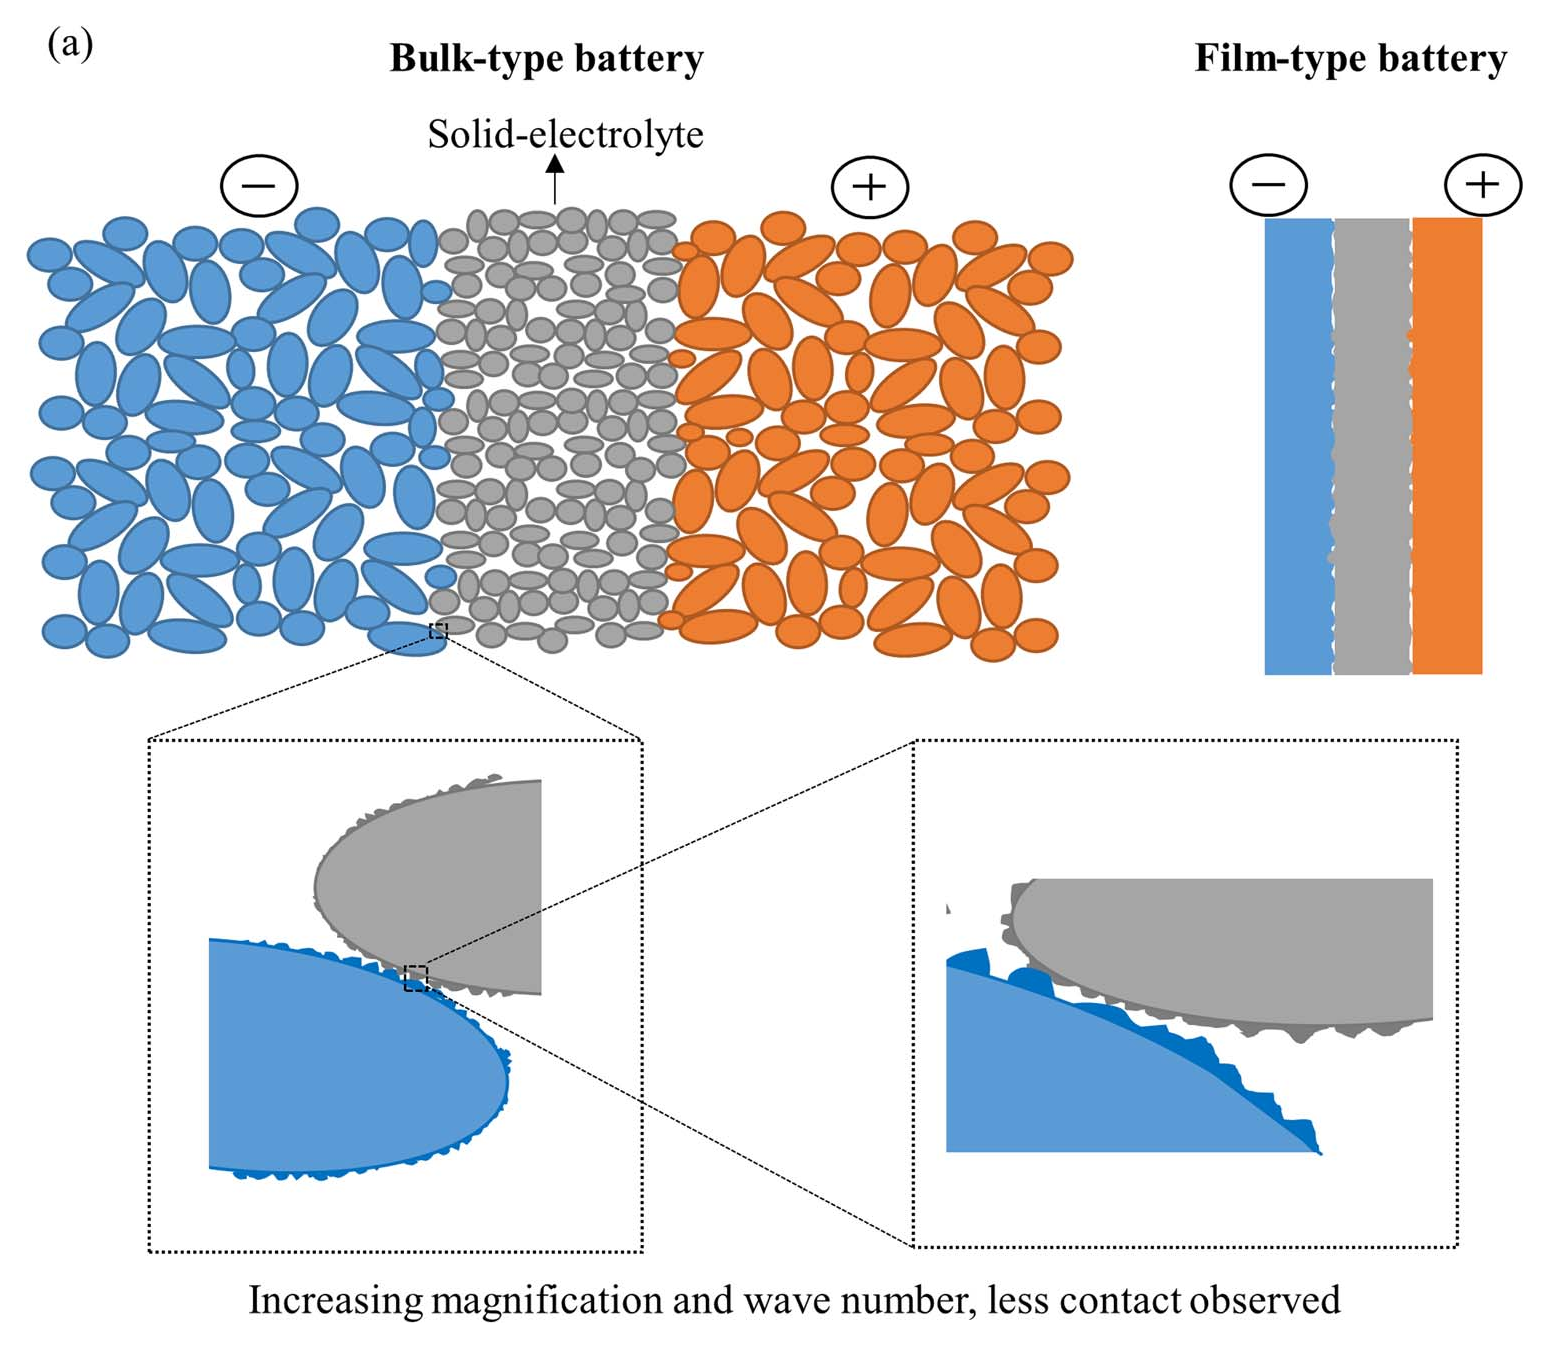 (a)
Bulk-type battery
Film-type battery
Solid-electrolyte
− +
− +
Increasing magnification and wave number, less contact observed